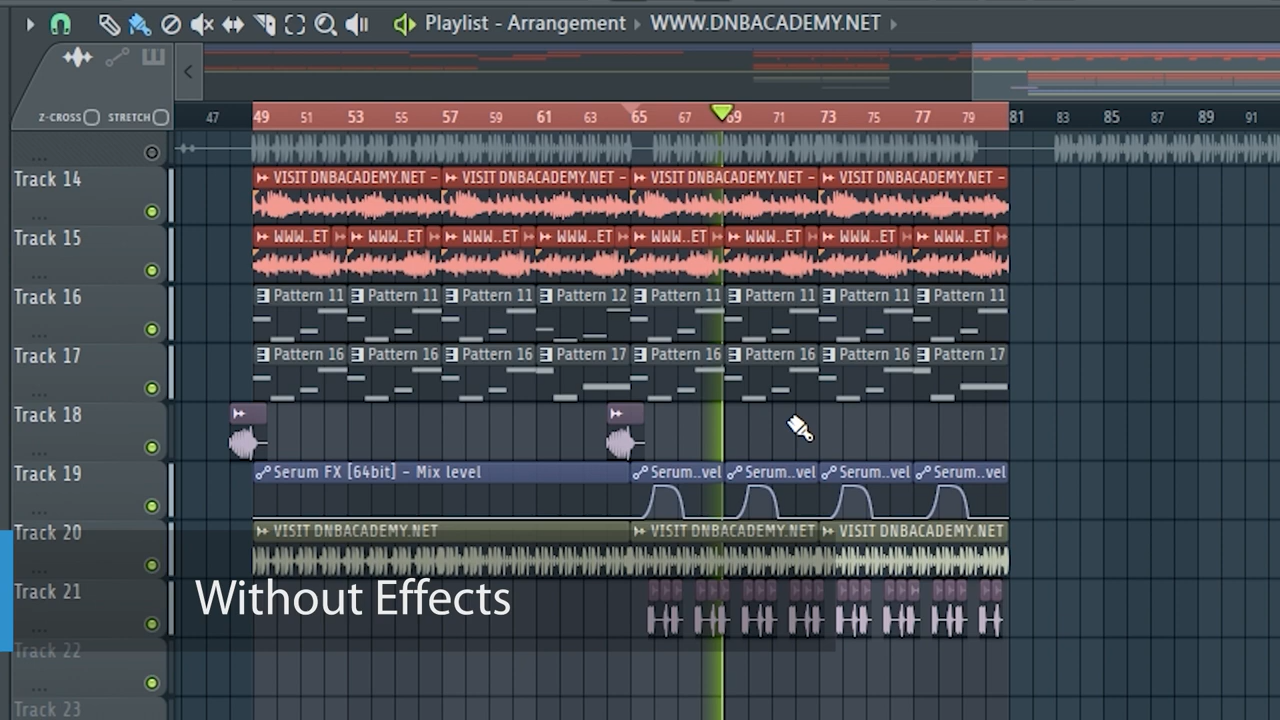 Playlist - Arrangement › WWW.DNBACADEMY.NET ›
Z-CROSS STRETCH
47 49 51 53 55 57 59 61 63 65 67 69 71 73 75 77 79 81 83 85 87 89 91
Track 14
VISIT DNBACADEMY.NET - VISIT DNBACADEMY.NET - VISIT DNBACADEMY.NET - VISIT DNBACADEMY.NET -
Track 15
WWW..ET WWW..ET WWW..ET WWW..ET WWW..ET WWW..ET WWW..ET WWW..ET
Track 16
Pattern 11 Pattern 11 Pattern 11 Pattern 12 Pattern 11 Pattern 11 Pattern 11 Pattern 11
Track 17
Pattern 16 Pattern 16 Pattern 16 Pattern 17 Pattern 16 Pattern 16 Pattern 16 Pattern 17
Track 18
Track 19
Serum FX [64bit] - Mix level Serum..vel Serum..vel Serum..vel Serum..vel
Track 20
VISIT DNBACADEMY.NET VISIT DNBACADEMY.NET VISIT DNBACADEMY.NET
Track 21
Without Effects
Track 22
Track 23